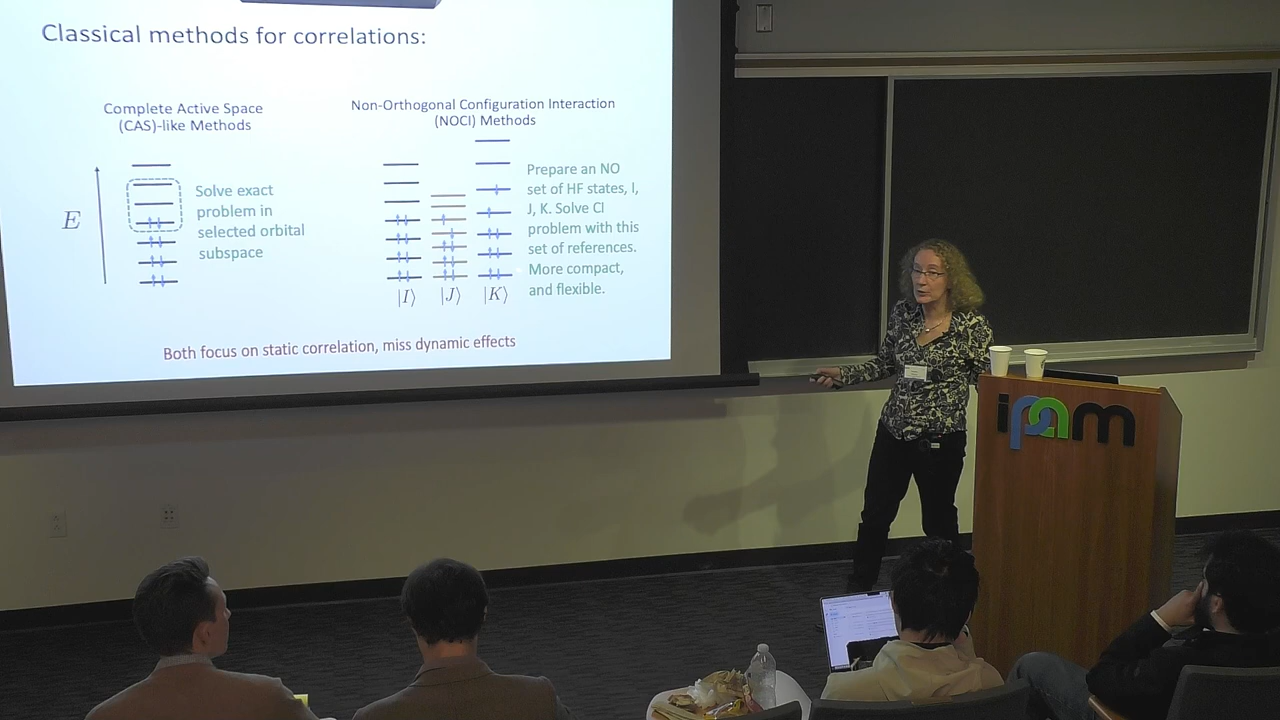 Classical methods for correlations:
Complete Active Space
(CAS)-like Methods
Non-Orthogonal Configuration Interaction
(NOCI) Methods
E
Solve exact
problem in
selected orbital
subspace
Prepare an NO
set of HF states, I,
J, K. Solve CI
problem with this
set of references.
More compact,
and flexible.
|I⟩ |J⟩ |K⟩
Both focus on static correlation, miss dynamic effects
ipam